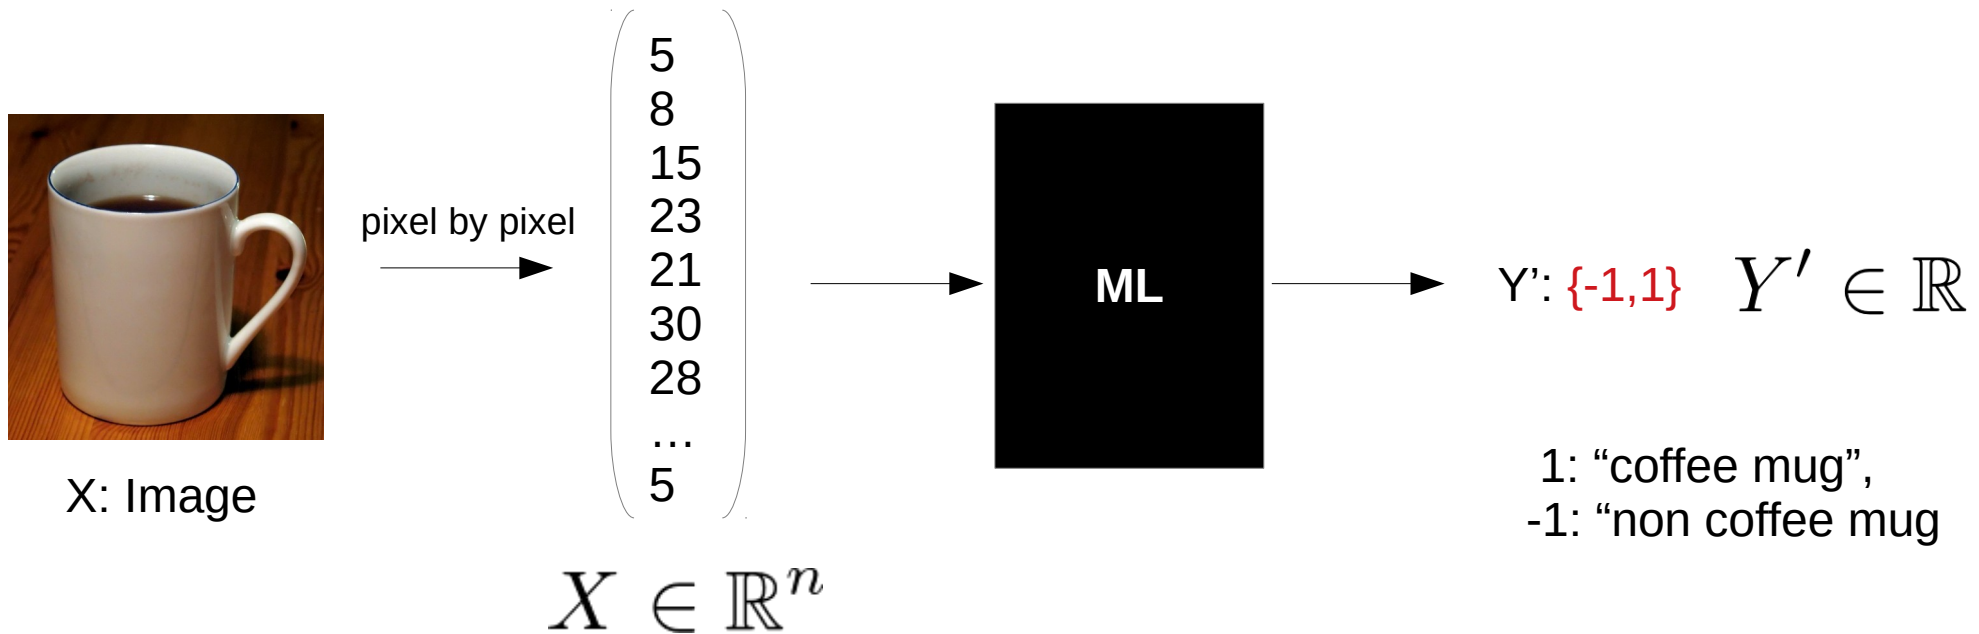 X: Image
pixel by pixel
5
8
15
23
21
30
28
...
5
X ∈ ℝⁿ
ML
Y’: {-1,1}
Y′ ∈ ℝ
1: “coffee mug”,
-1: “non coffee mug